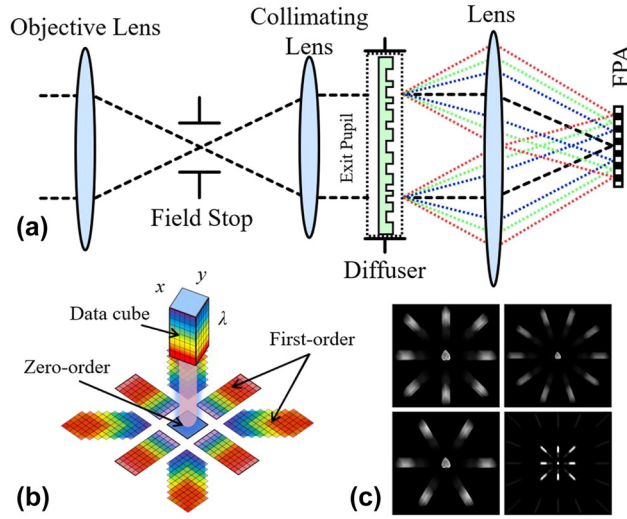 Objective Lens
Collimating
Lens
Lens
FPA
Exit Pupil
Field Stop
Diffuser
(a)
x
y
λ
Data cube
First-order
Zero-order
(b)
(c)